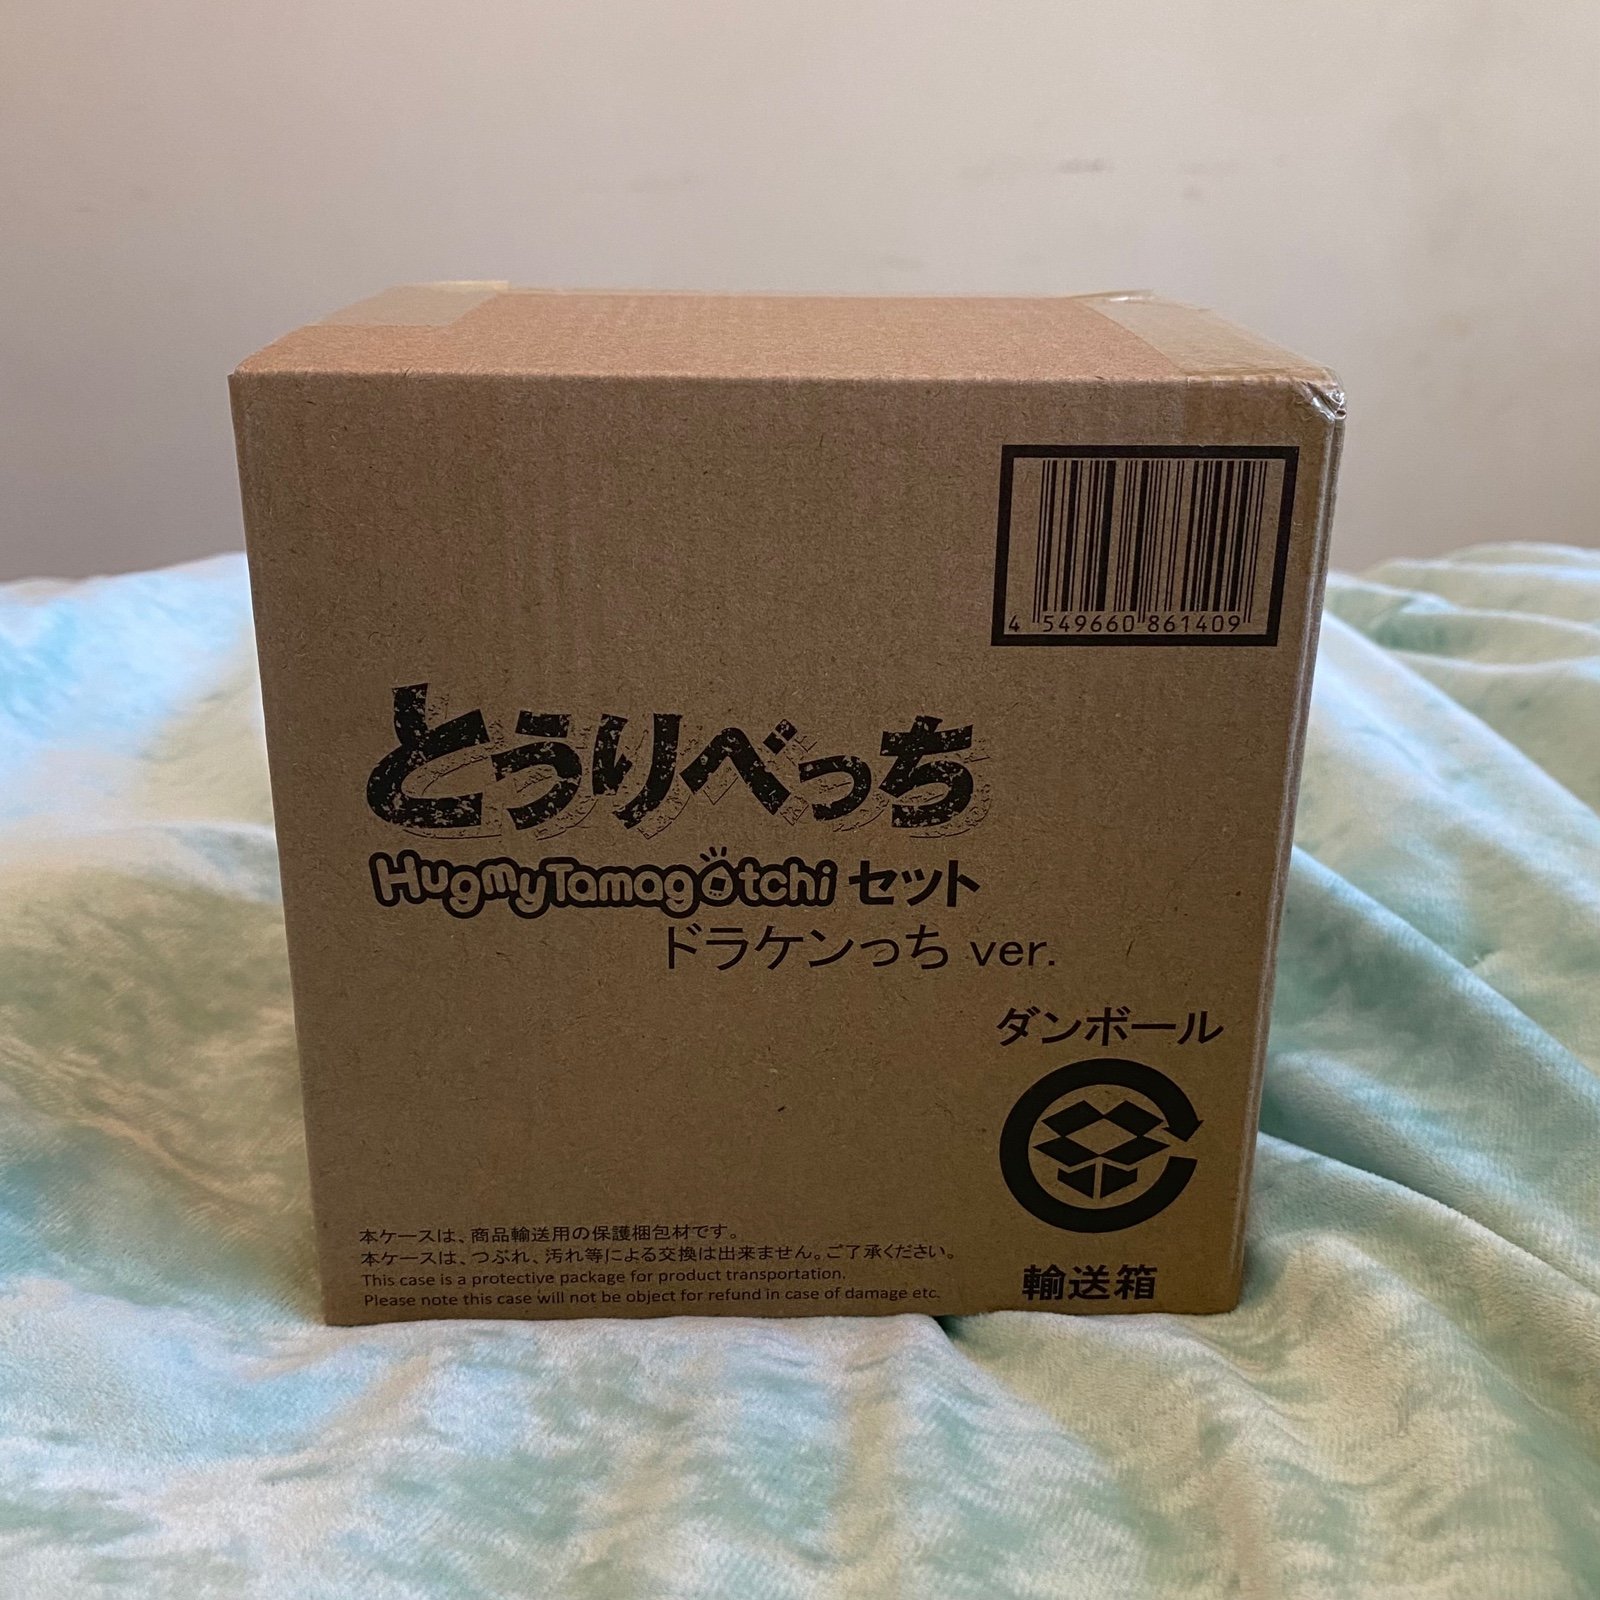 4 549660 861409
とうりべっち
Hugmy Tamagotchi セット
ドラケンっち ver.
ダンボール
輸送箱
本ケースは、商品輸送用の保護梱包材です。
本ケースは、つぶれ、汚れ等による交換は出来ません。ご了承ください。
This case is a protective package for product transportation.
Please note this case will not be object for refund in case of damage etc.